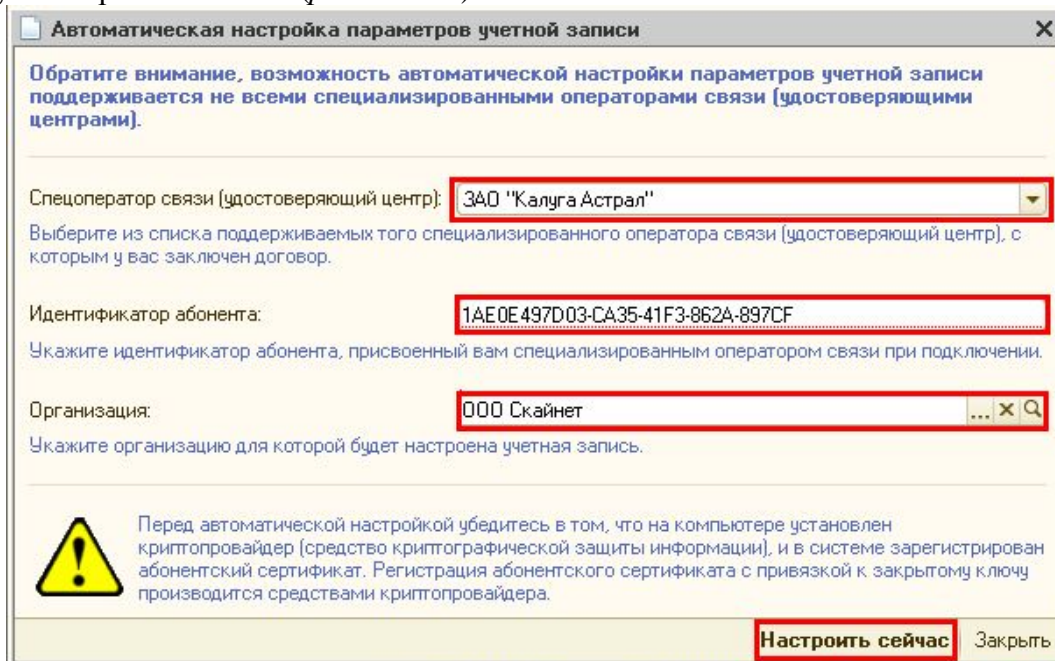 Автоматическая настройка параметров учетной записи
Обратите внимание, возможность автоматической настройки параметров учетной записи
поддерживается не всеми специализированными операторами связи (удостоверяющими
центрами).
Спецоператор связи (удостоверяющий центр): ЗАО "Калуга Астрал"
Выберите из списка поддерживаемых того специализированного оператора связи (удостоверяющий центр), с
которым у вас заключен договор.
Идентификатор абонента: 1AE0E497D03-CA35-41F3-862A-897CF
Укажите идентификатор абонента, присвоенный вам специализированным оператором связи при подключении.
Организация: ООО Скайнет ...
Укажите организацию для которой будет настроена учетная запись.
Перед автоматической настройкой убедитесь в том, что на компьютере установлен
криптопровайдер (средство криптографической защиты информации), и в системе зарегистрирован
абонентский сертификат. Регистрация абонентского сертификата с привязкой к закрытому ключу
производится средствами криптопровайдера.
Настроить сейчас Закрыть